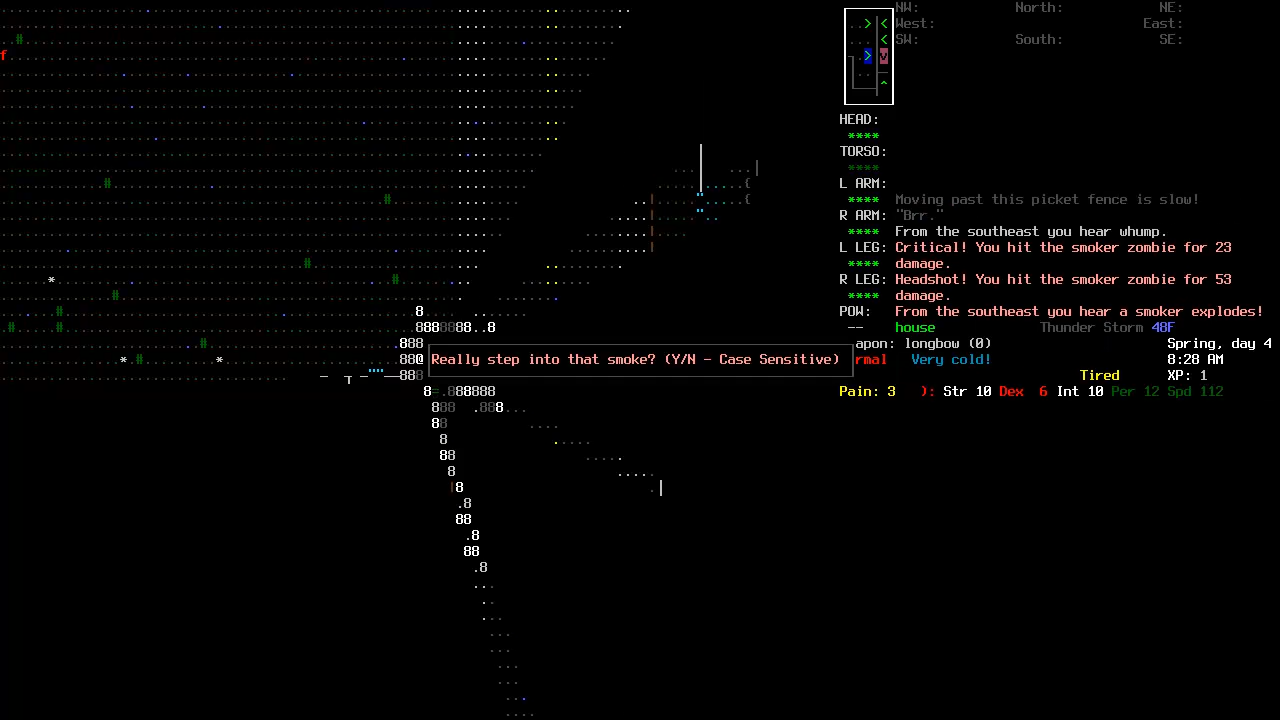 NW: North: NE:
West: East:
SW: South: SE:
HEAD:
****
TORSO:
****
L ARM:
**** Moving past this picket fence is slow!
R ARM: "Brr."
**** From the southeast you hear whump.
L LEG: Critical! You hit the smoker zombie for 23
**** damage.
R LEG: Headshot! You hit the smoker zombie for 53
**** damage.
POW: From the southeast you hear a smoker explodes!
-- house Thunder Storm 48F
apon: longbow (0) Spring, day 4
Really step into that smoke? (Y/N - Case Sensitive) rmal Very cold! 8:28 AM
Tired XP: 1
Pain: 3 ): Str 10 Dex 6 Int 10 Per 12 Spd 112